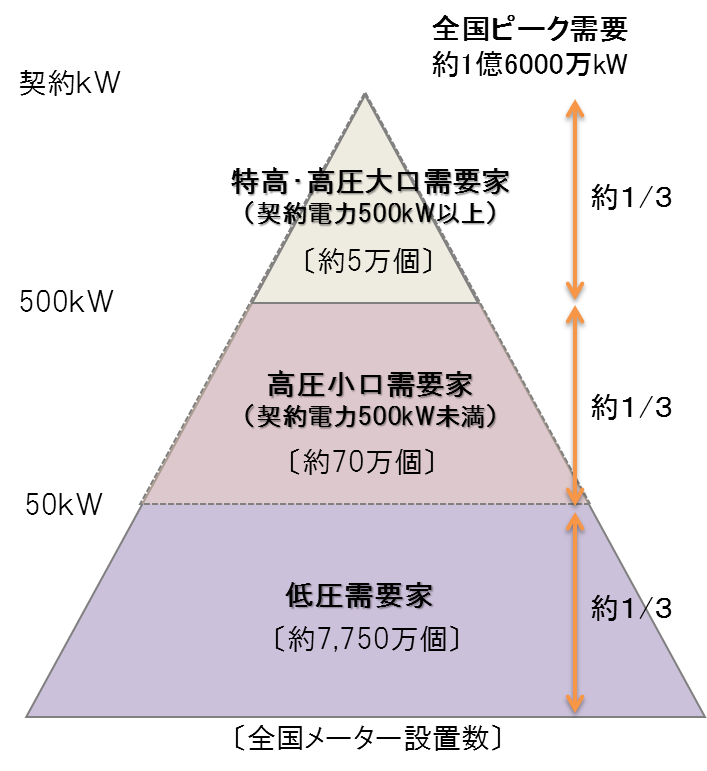 全国ピーク需要
約1億6000万kW
契約kW
特高・高圧大口需要家
（契約電力500kW以上）
〔約5万個〕
約1/3
500kW
高圧小口需要家
（契約電力500kW未満）
〔約70万個〕
約1/3
50kW
低圧需要家
〔約7,750万個〕
約1/3
〔全国メーター設置数〕